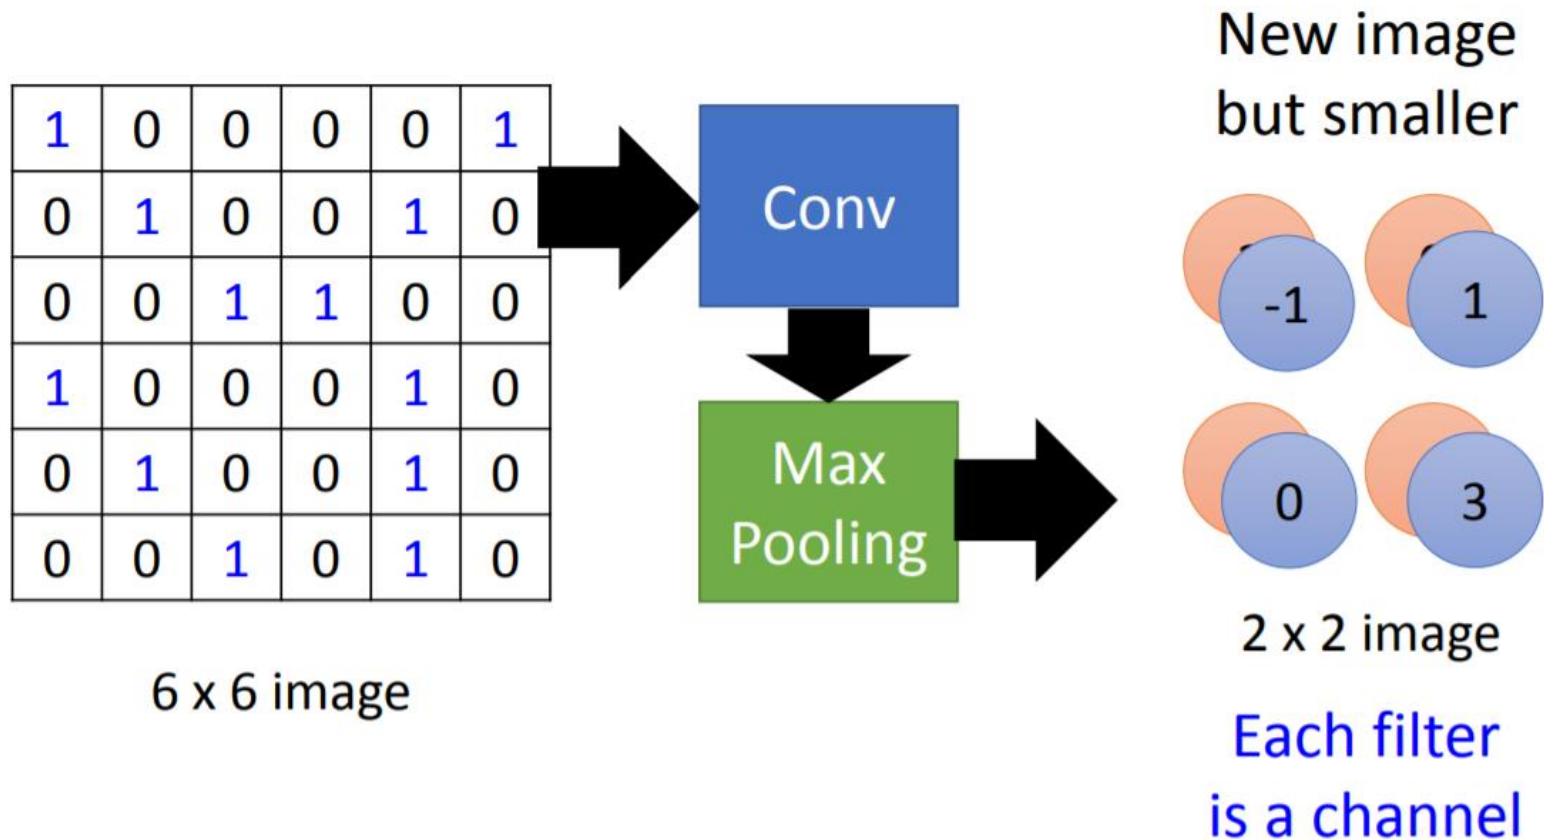 1 0 0 0 0 1
0 1 0 0 1 0
0 0 1 1 0 0
1 0 0 0 1 0
0 1 0 0 1 0
0 0 1 0 1 0
6 x 6 image
Conv
Max
Pooling
New image
but smaller
-1 1
0 3
2 x 2 image
Each filter
is a channel